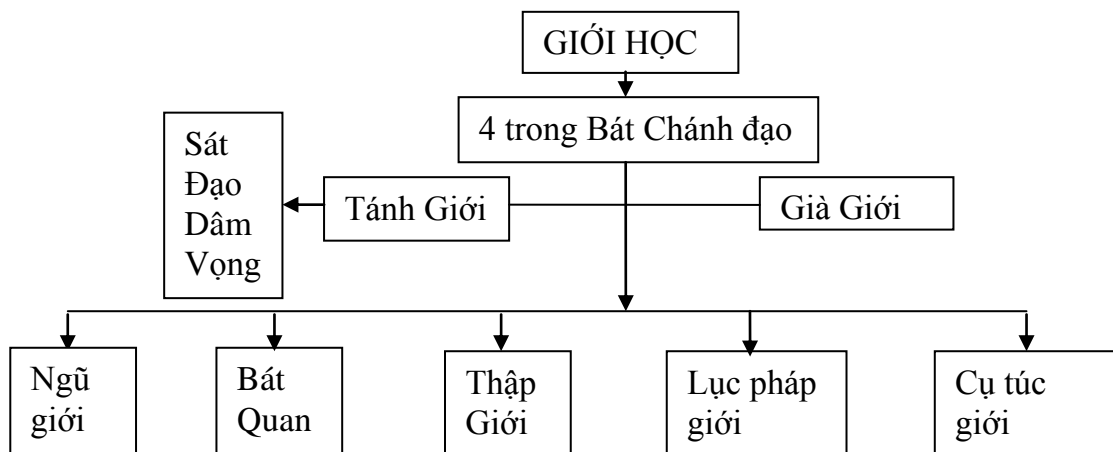 GIỚI HỌC
4 trong Bát Chánh đạo
Sát
Đạo
Dâm
Vọng
Tánh Giới
Già Giới
Ngũ
giới
Bát
Quan
Thập
Giới
Lục pháp
giới
Cụ túc
giới